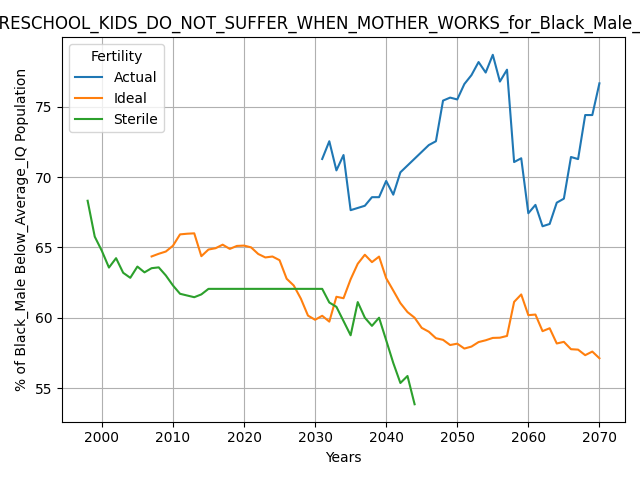 RESCHOOL_KIDS_DO_NOT_SUFFER_WHEN_MOTHER_WORKS_for_Black_Male_
Fertility
Actual
Ideal
Sterile
% of Black_Male Below_Average_IQ Population
75
70
65
60
55
2000 2010 2020 2030 2040 2050 2060 2070
Years